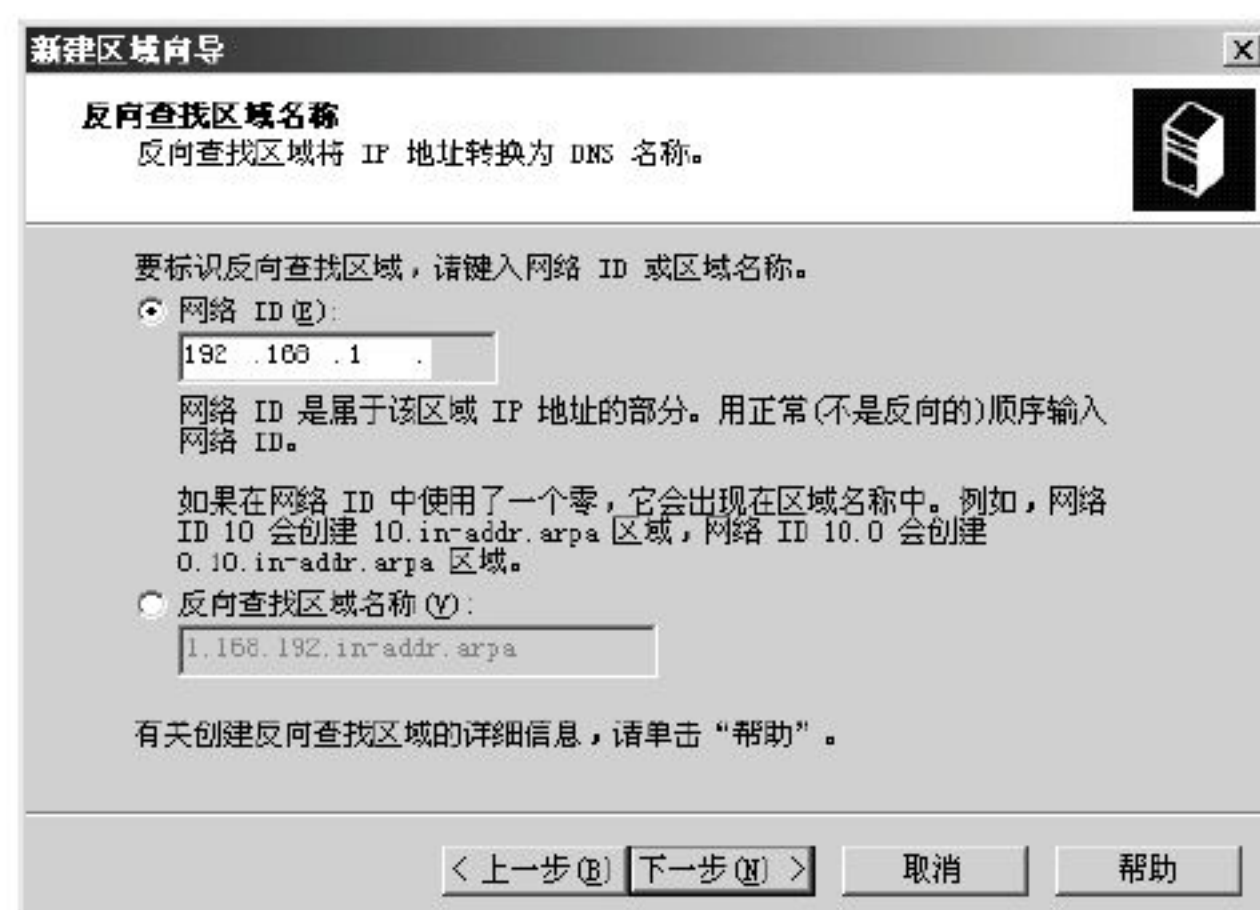 新建区域向导
反向查找区域名称
反向查找区域将 IP 地址转换为 DNS 名称。
要标识反向查找区域，请键入网络 ID 或区域名称。
网络 ID(E):
192 .168 .1 .
网络 ID 是属于该区域 IP 地址的部分。用正常(不是反向的)顺序输入
网络 ID。
如果在网络 ID 中使用了一个零，它会出现在区域名称中。例如，网络
ID 10 会创建 10.in-addr.arpa 区域，网络 ID 10.0 会创建
0.10.in-addr.arpa 区域。
反向查找区域名称(V):
1.168.192.in-addr.arpa
有关创建反向查找区域的详细信息，请单击“帮助”。
< 上一步(B) 下一步(N) > 取消 帮助